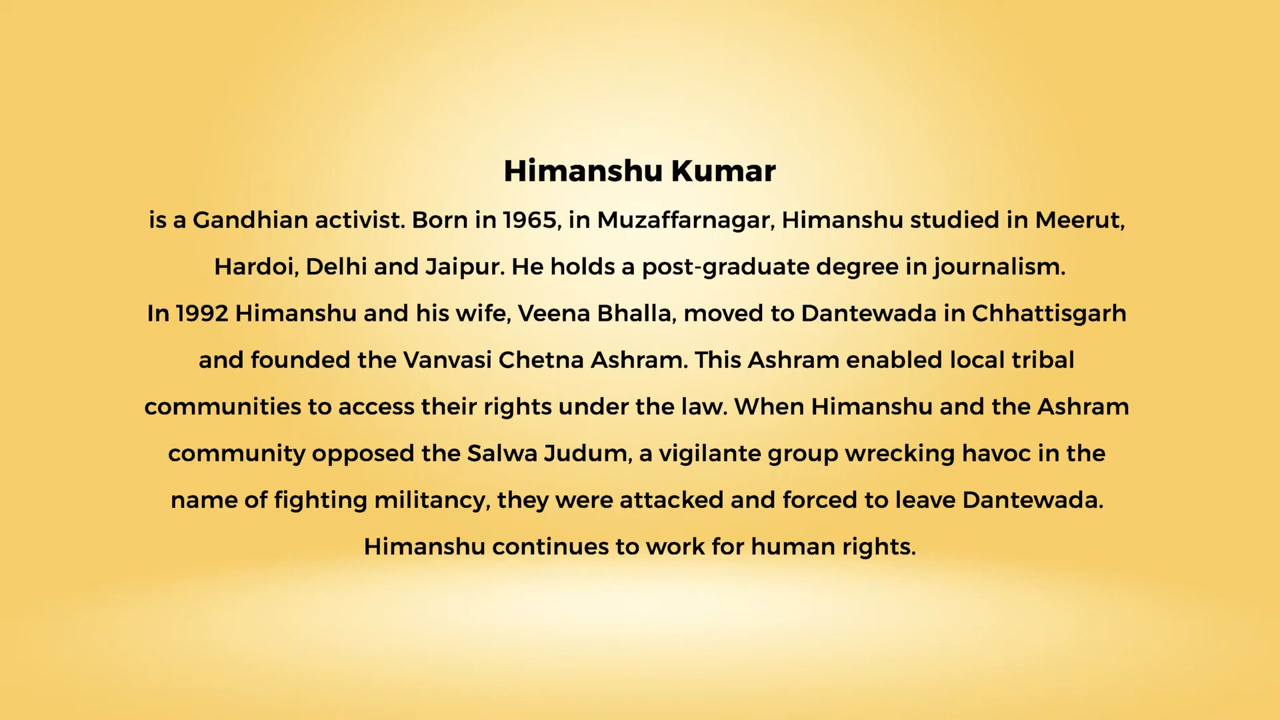 Himanshu Kumar
is a Gandhian activist. Born in 1965, in Muzaffarnagar, Himanshu studied in Meerut,
Hardoi, Delhi and Jaipur. He holds a post-graduate degree in journalism.
In 1992 Himanshu and his wife, Veena Bhalla, moved to Dantewada in Chhattisgarh
and founded the Vanvasi Chetna Ashram. This Ashram enabled local tribal
communities to access their rights under the law. When Himanshu and the Ashram
community opposed the Salwa Judum, a vigilante group wrecking havoc in the
name of fighting militancy, they were attacked and forced to leave Dantewada.
Himanshu continues to work for human rights.